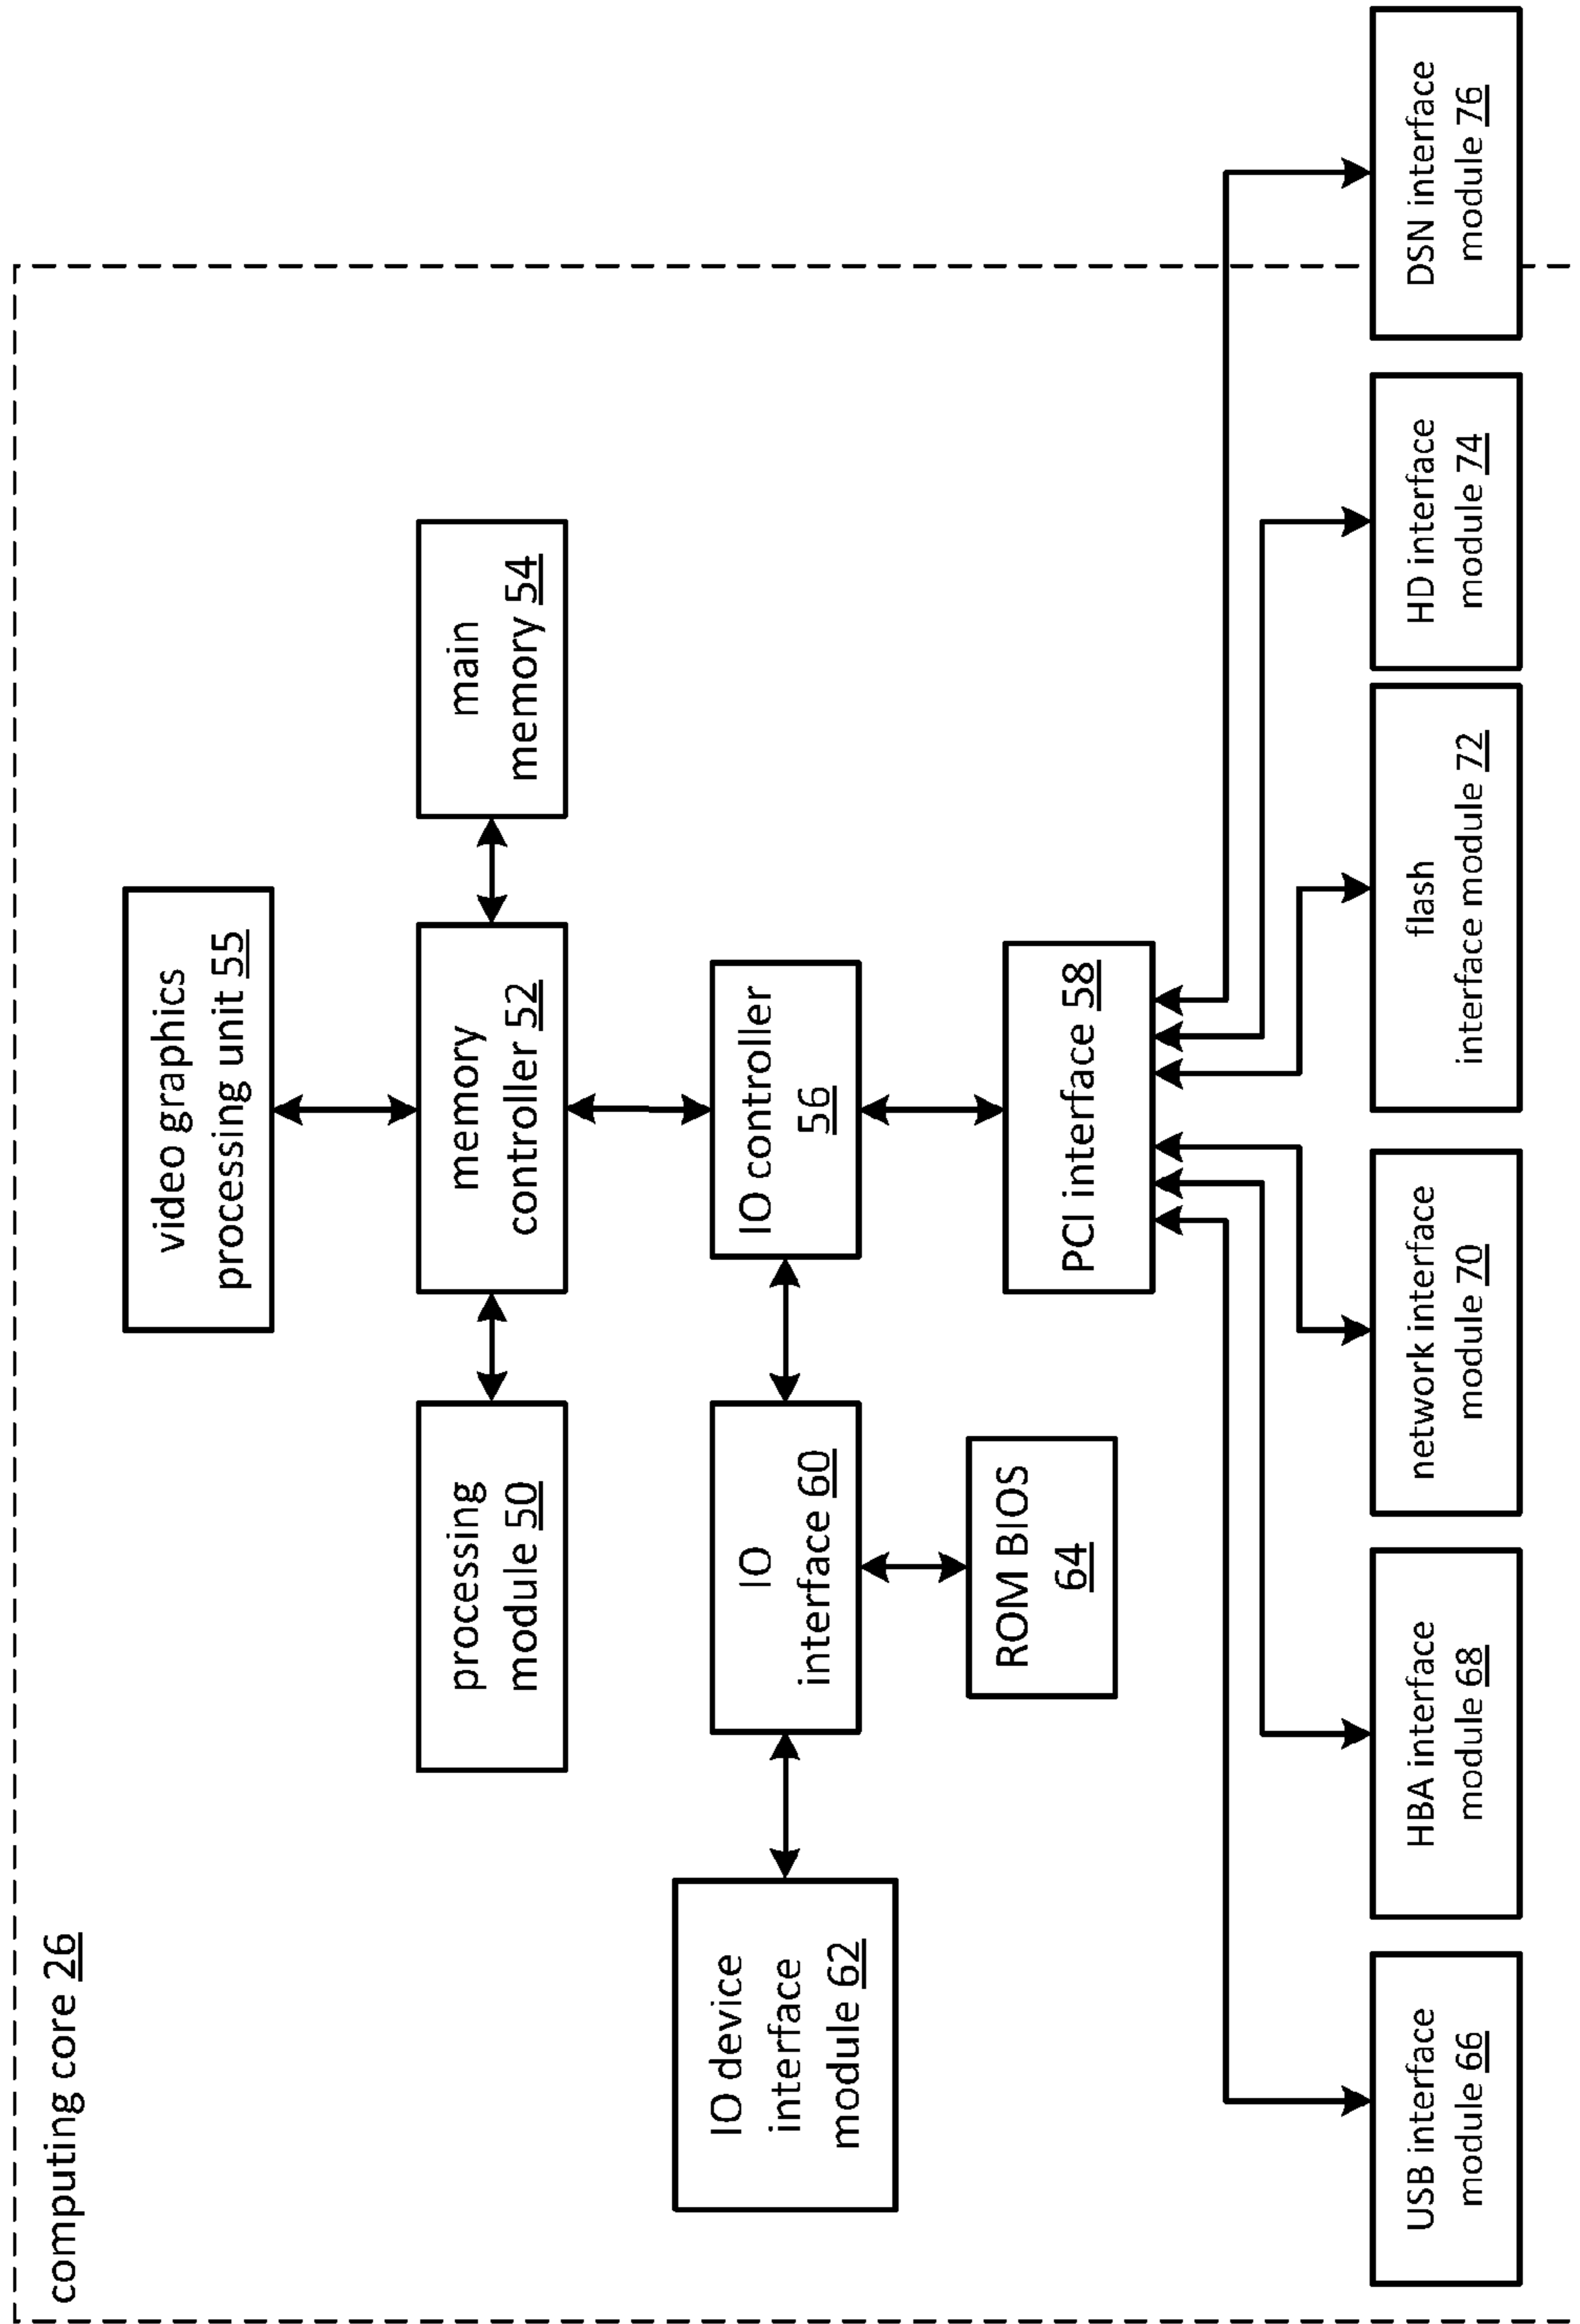 computing core 26
video graphics
processing unit 55
processing
module 50
memory
controller 52
main
memory 54
IO device
interface
module 62
IO
interface 60
IO controller
56
ROM BIOS
64
PCI interface 58
USB interface
module 66
HBA interface
module 68
network interface
module 70
flash
interface module 72
HD interface
module 74
DSN interface
module 76